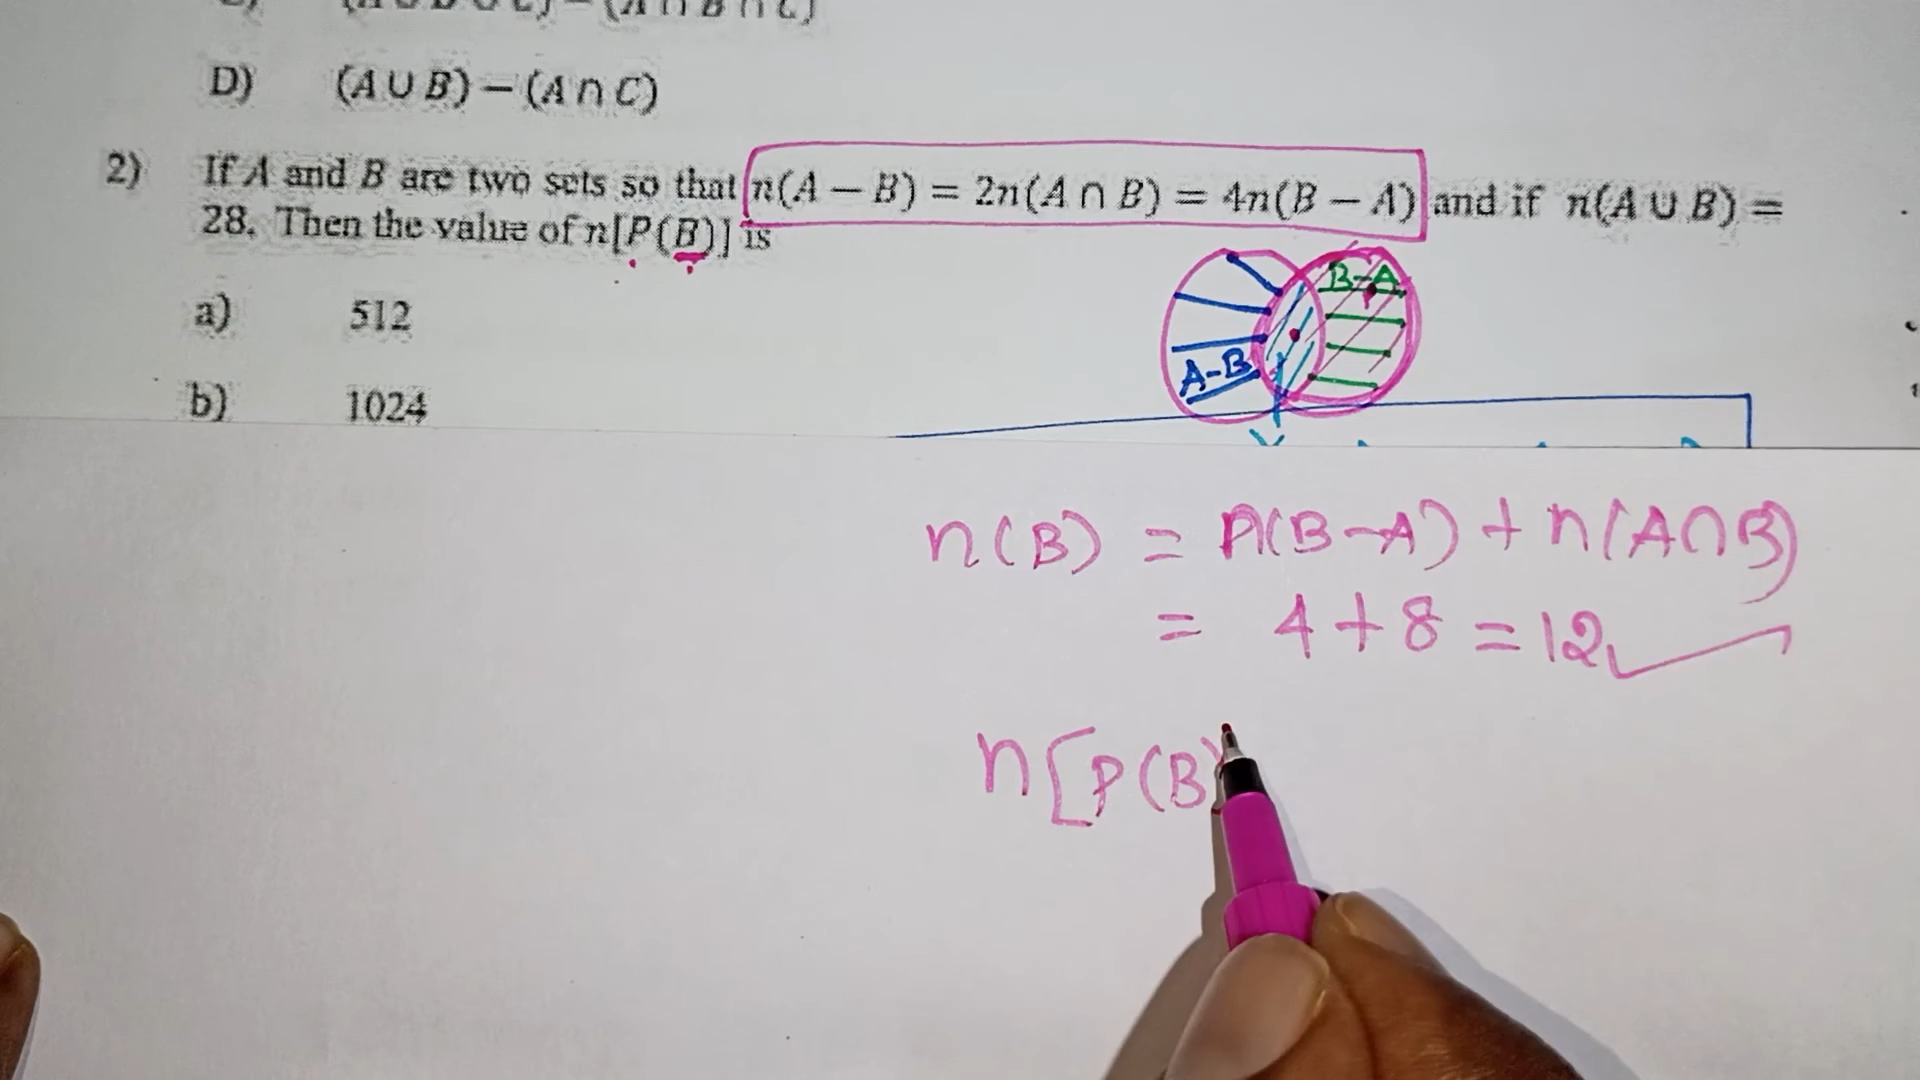 (A ∪ B ∪ C) − (A ∩ B ∩ C)
D) (A ∪ B) − (A ∩ C)
2) If A and B are two sets so that n(A − B) = 2n(A ∩ B) = 4n(B − A) and if n(A ∪ B) =
28. Then the value of n[P(B)] is
B-A
a) 512
A-B
b) 1024
n(B) = n(B-A) + n(A∩B)
= 4+8 = 12
n[P(B)